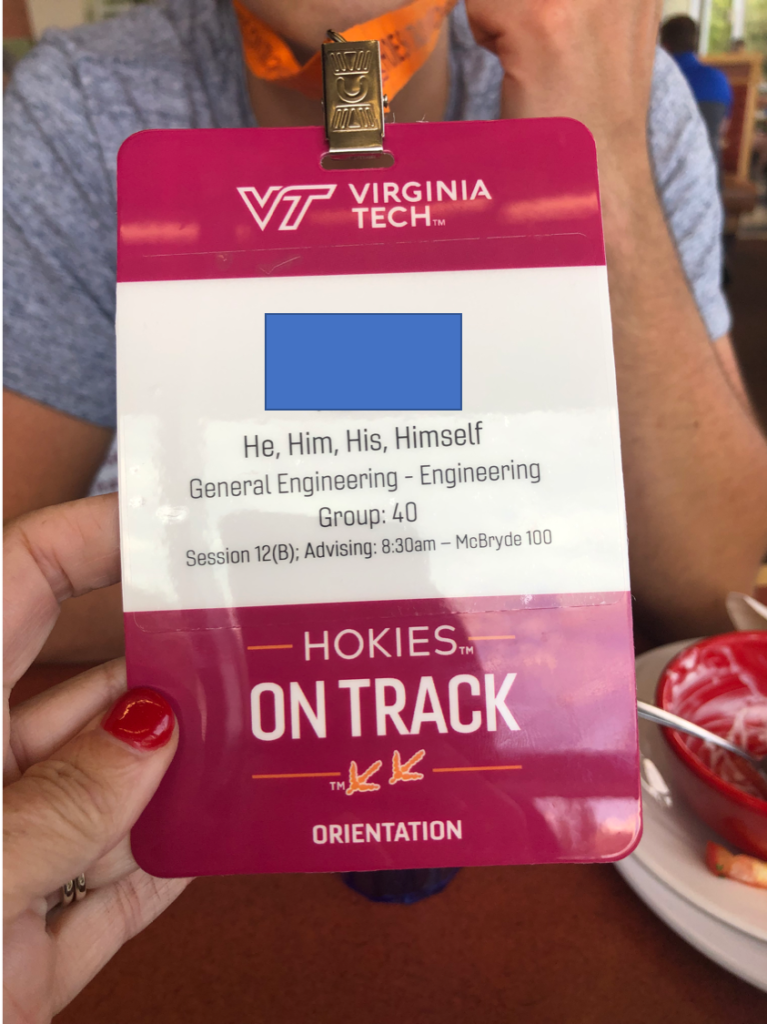 VT VIRGINIA
TECH™
He, Him, His, Himself
General Engineering - Engineering
Group: 40
Session 12(B); Advising: 8:30am – McBryde 100
HOKIES™
ON TRACK
™
ORIENTATION